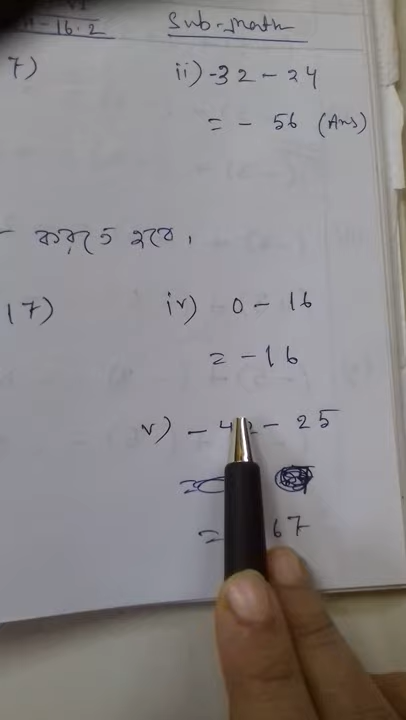 16.2 Sub-math
7) ii) -32 - 24
= - 56 (Ans)
করতে হবে,
17) iv) 0 - 16
= -16
v) - 42 - 25
= 67